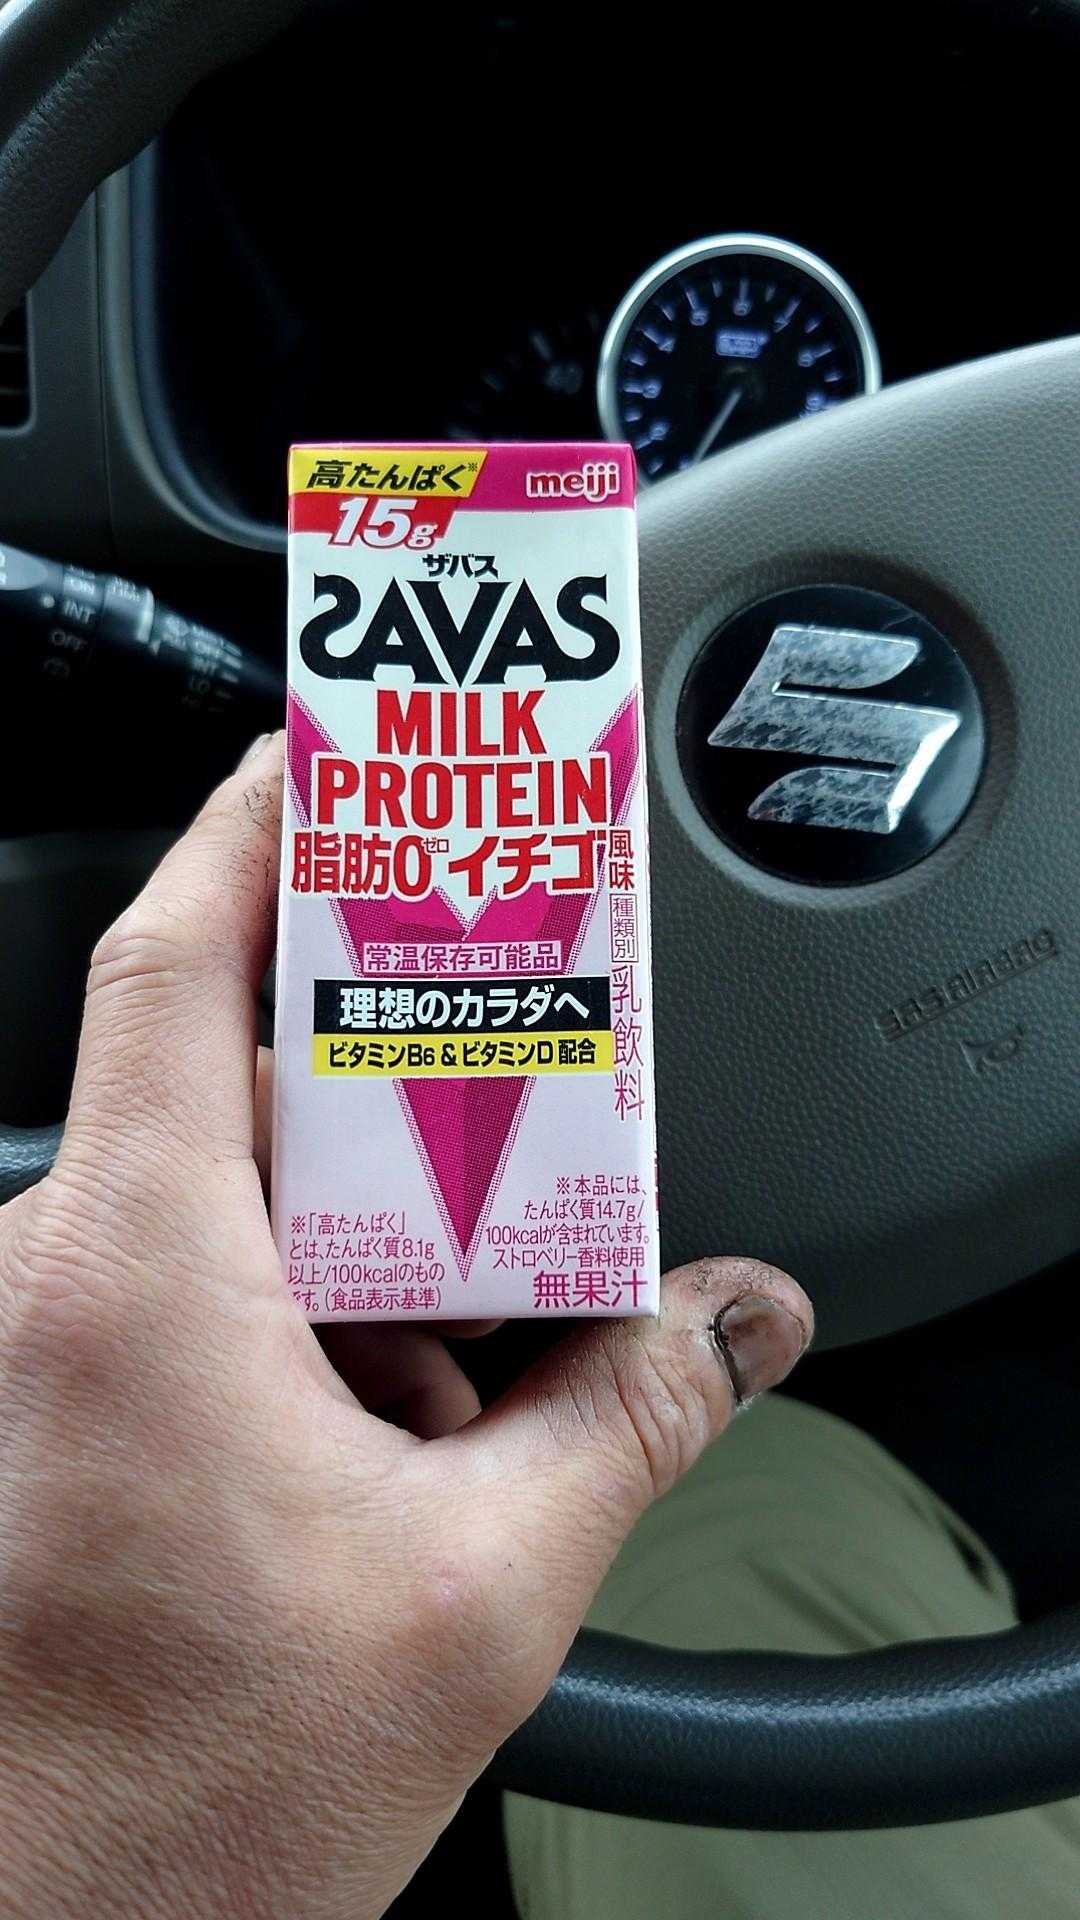 高たんぱく※
15g
meiji
ザバス
SAVAS
MILK
PROTEIN
脂肪0ゼロイチゴ風味
種類別 乳飲料
常温保存可能品
理想のカラダへ
ビタミンB6&ビタミンD配合
※「高たんぱく」
とは、たんぱく質8.1g
以上/100kcalのもの
です。(食品表示基準)
※本品には、
たんぱく質14.7g/
100kcalが含まれています。
ストロベリー香料使用
無果汁
INT
OFF
SRS AIRBAG